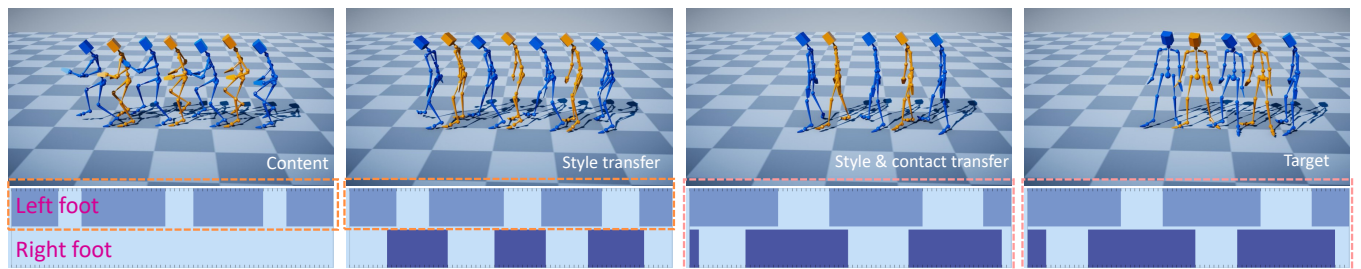 Content
Style transfer
Style & contact transfer
Target
Left foot
Right foot